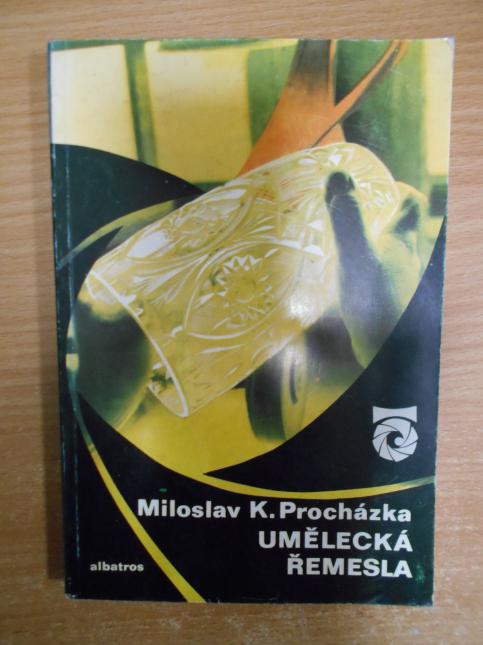 Miloslav K. Procházka
UMĚLECKÁ
ŘEMESLA
albatros